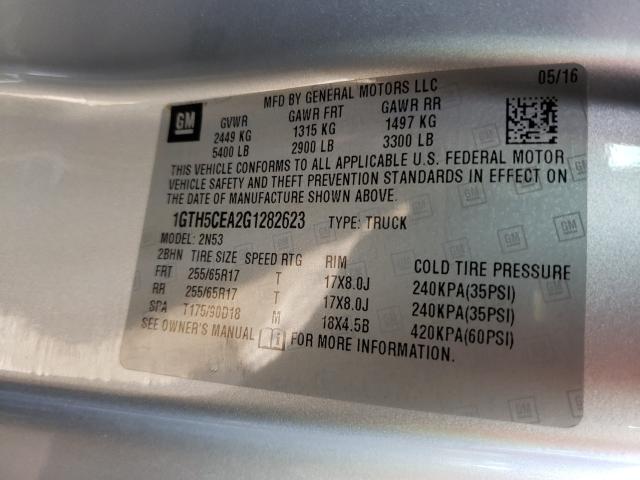 05/16
MFD BY GENERAL MOTORS LLC
GM
GVWR GAWR FRT GAWR RR
2449 KG 1315 KG 1497 KG
5400 LB 2900 LB 3300 LB
THIS VEHICLE CONFORMS TO ALL APPLICABLE U.S. FEDERAL MOTOR
VEHICLE SAFETY AND THEFT PREVENTION STANDARDS IN EFFECT ON
THE DATE OF MANUFACTURE SHOWN ABOVE.
1GTH5CEA2G1282623 TYPE: TRUCK
MODEL: 2N53
2BHN TIRE SIZE SPEED RTG RIM COLD TIRE PRESSURE
FRT 255/65R17 T 17X8.0J 240KPA(35PSI)
RR 255/65R17 T 17X8.0J 240KPA(35PSI)
SPA T175/90D18 M 18X4.5B 420KPA(60PSI)
SEE OWNER'S MANUAL FOR MORE INFORMATION.